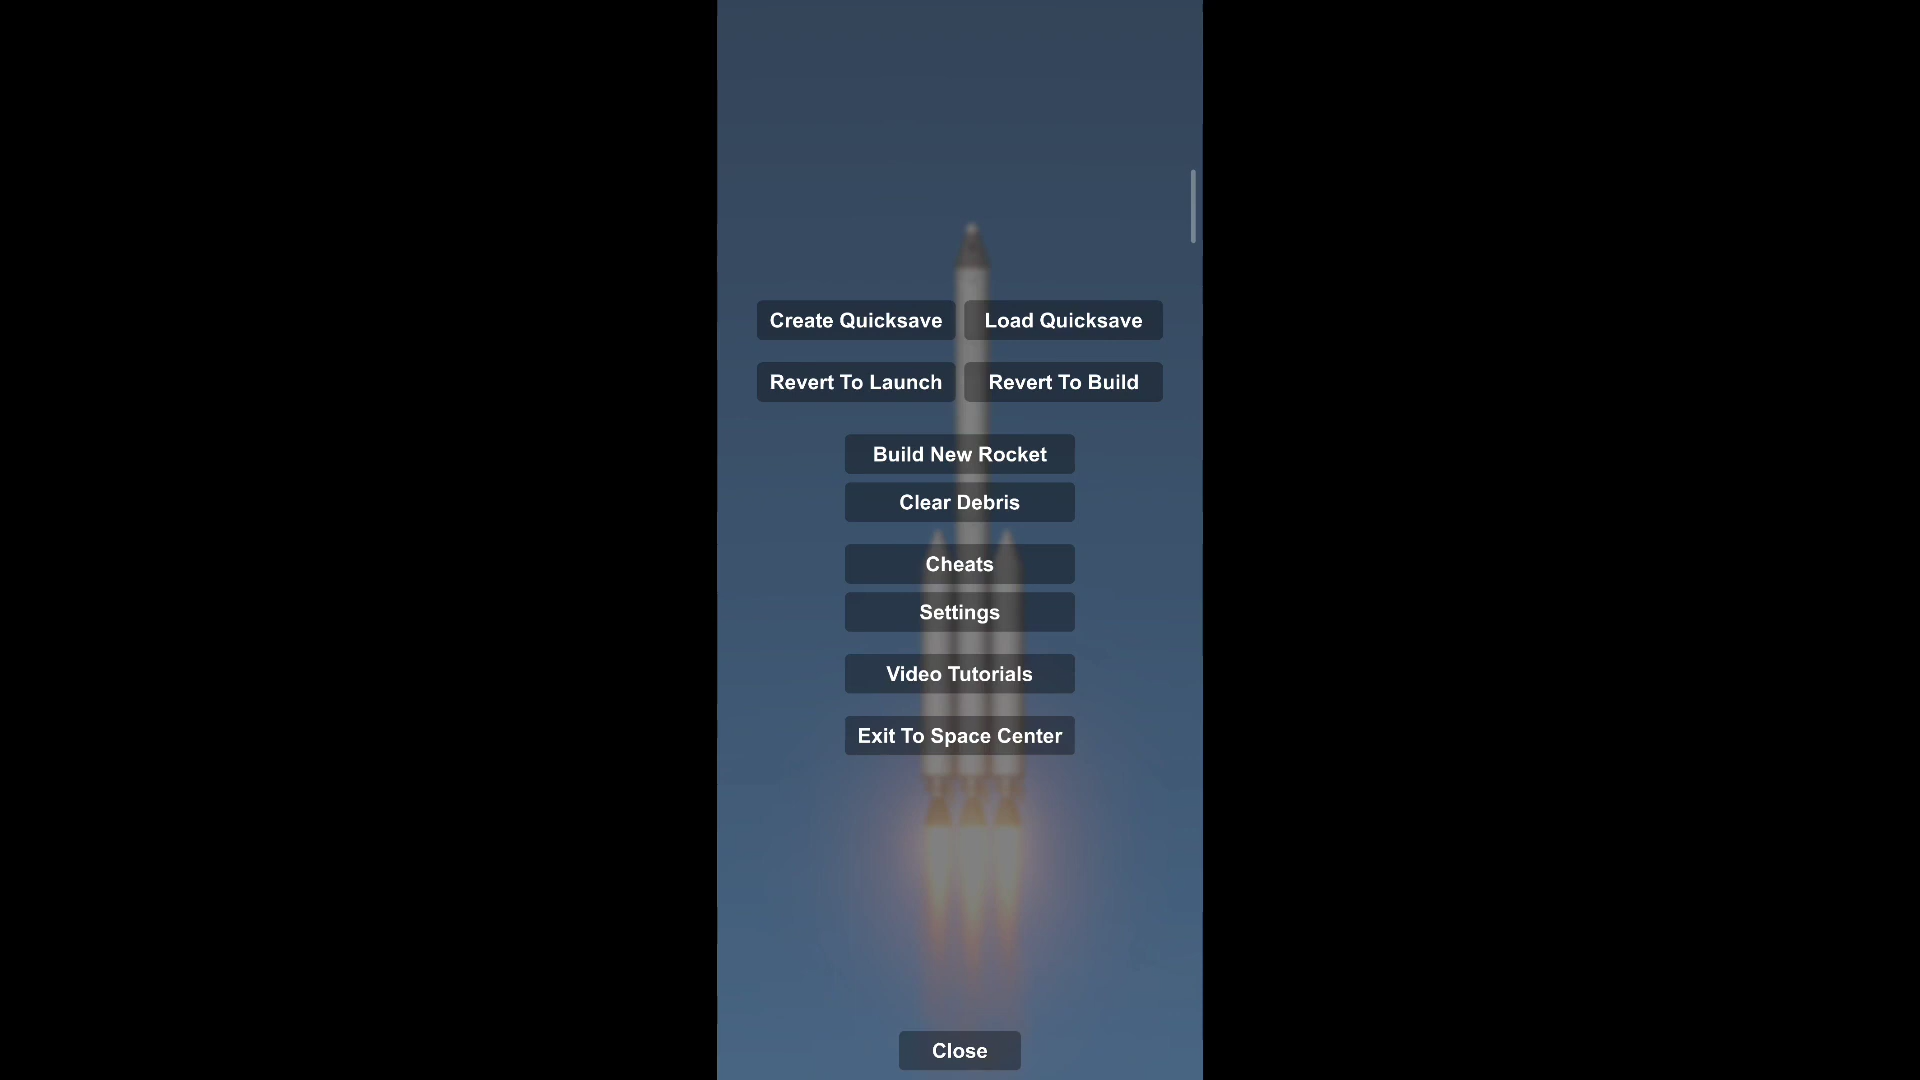 Create Quicksave
Load Quicksave
Revert To Launch
Revert To Build
Build New Rocket
Clear Debris
Cheats
Settings
Video Tutorials
Exit To Space Center
Close